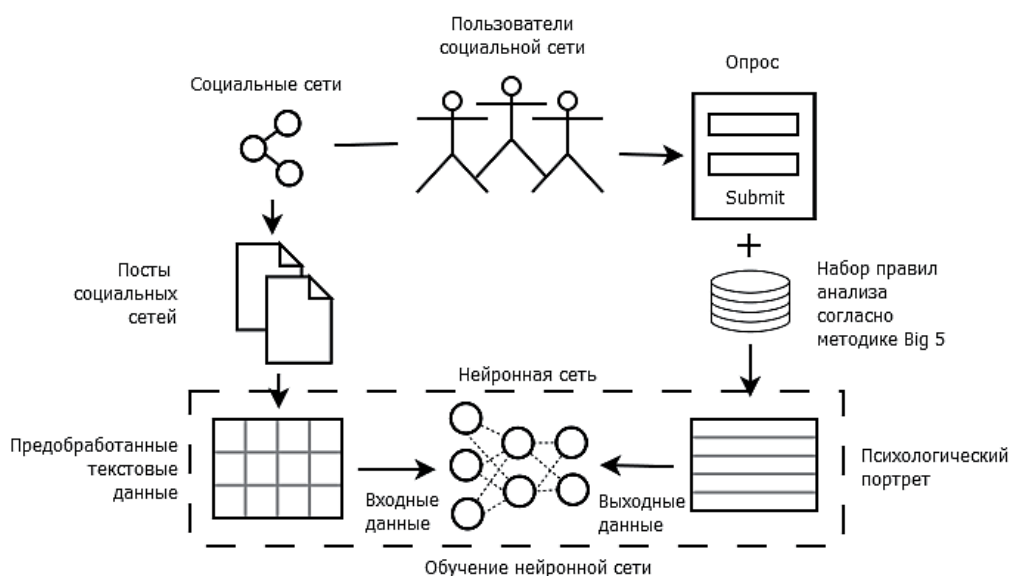 Пользователи
социальной сети
Социальные сети
Опрос
Submit
Посты
социальных
сетей
Набор правил
анализа
согласно
методике Big 5
Нейронная сеть
Предобработанные
текстовые
данные
Входные
данные
Выходные
данные
Психологический
портрет
Обучение нейронной сети